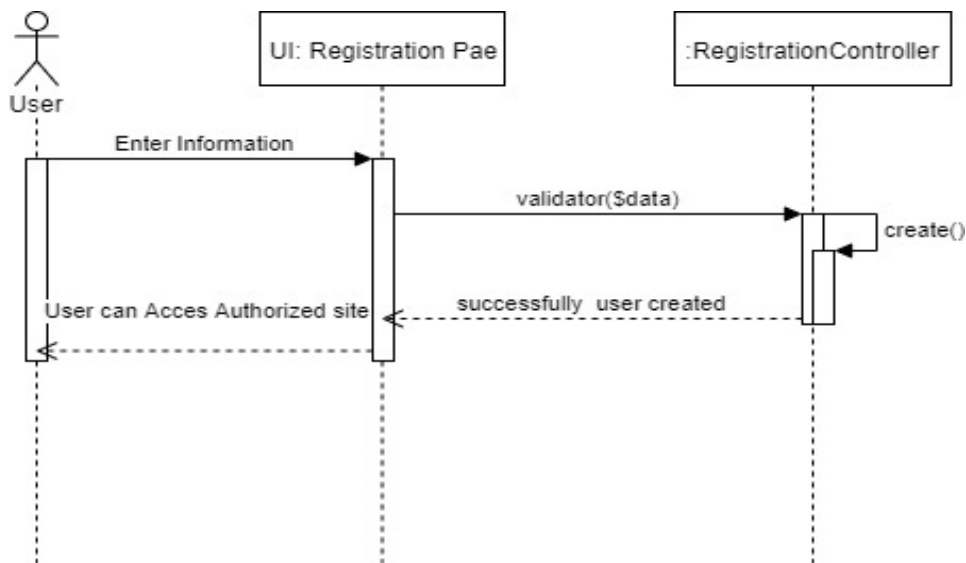 User
UI: Registration Pae
:RegistrationController
Enter Information
validator($data)
create()
successfully user created
User can Acces Authorized site